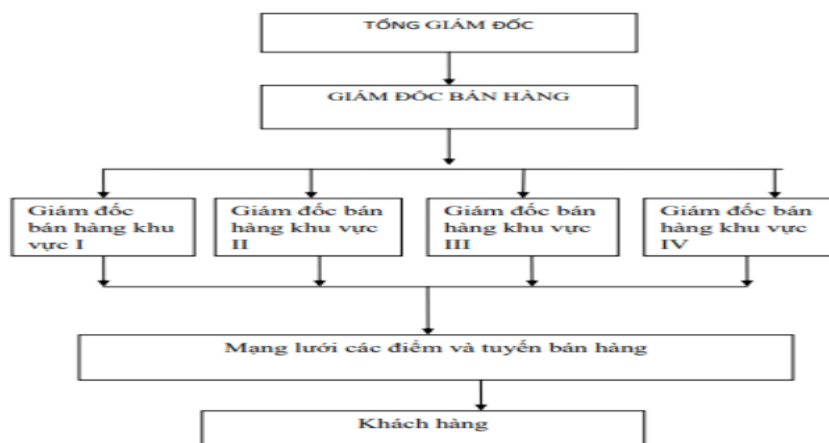 TỔNG GIÁM ĐỐC
GIÁM ĐỐC BÁN HÀNG
Giám đốc
bán hàng khu
vực I
Giám đốc bán
hàng khu vực
II
Giám đốc bán
hàng khu vực
III
Giám đốc bán
hàng khu vực
IV
Mạng lưới các điểm và tuyến bán hàng
Khách hàng